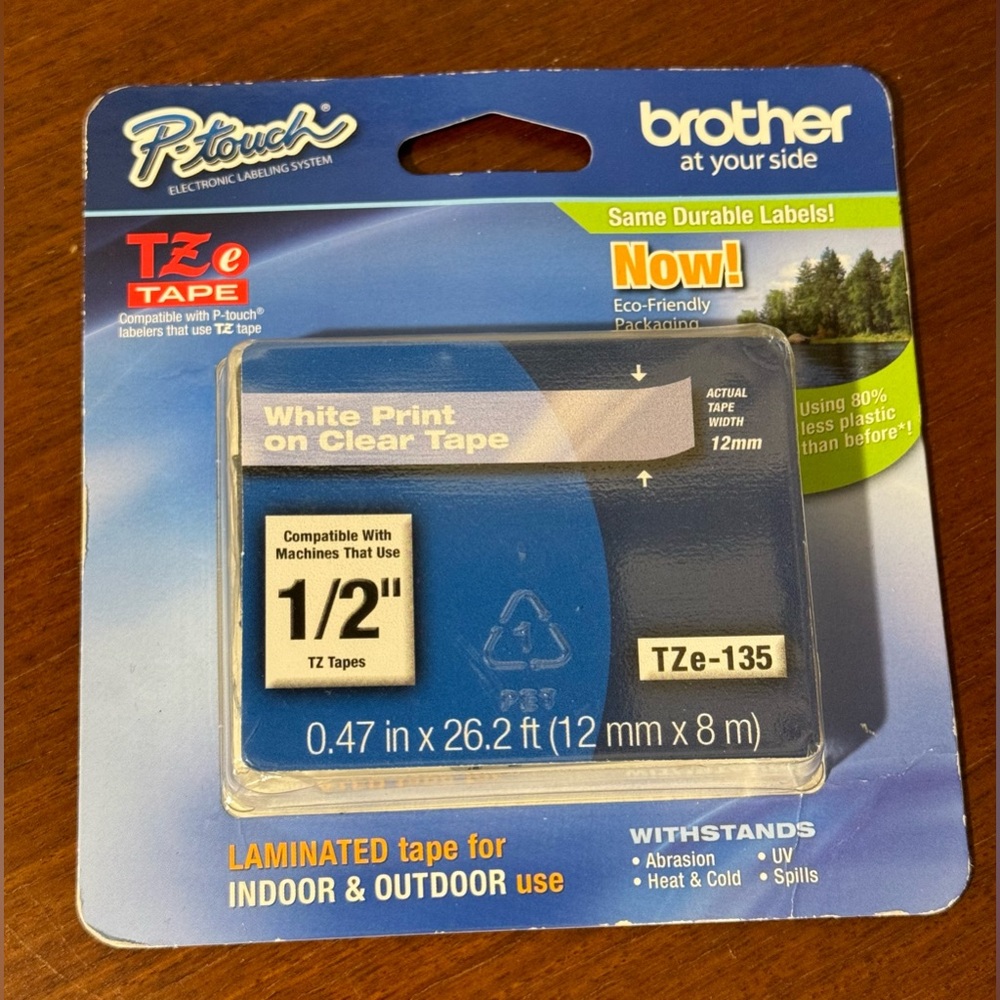 P-touch®
ELECTRONIC LABELING SYSTEM
brother
at your side
Same Durable Labels!
TZe
TAPE
Compatible with P-touch®
labelers that use TZ tape
Now!
Eco-Friendly
Packaging
Using 80%
less plastic
than before*!
White Print
on Clear Tape
ACTUAL
TAPE
WIDTH
12mm
Compatible With
Machines That Use
1/2"
TZ Tapes
1
PET
TZe-135
0.47 in x 26.2 ft (12 mm x 8 m)
LAMINATED tape for
INDOOR & OUTDOOR use
WITHSTANDS
• Abrasion • UV
• Heat & Cold • Spills